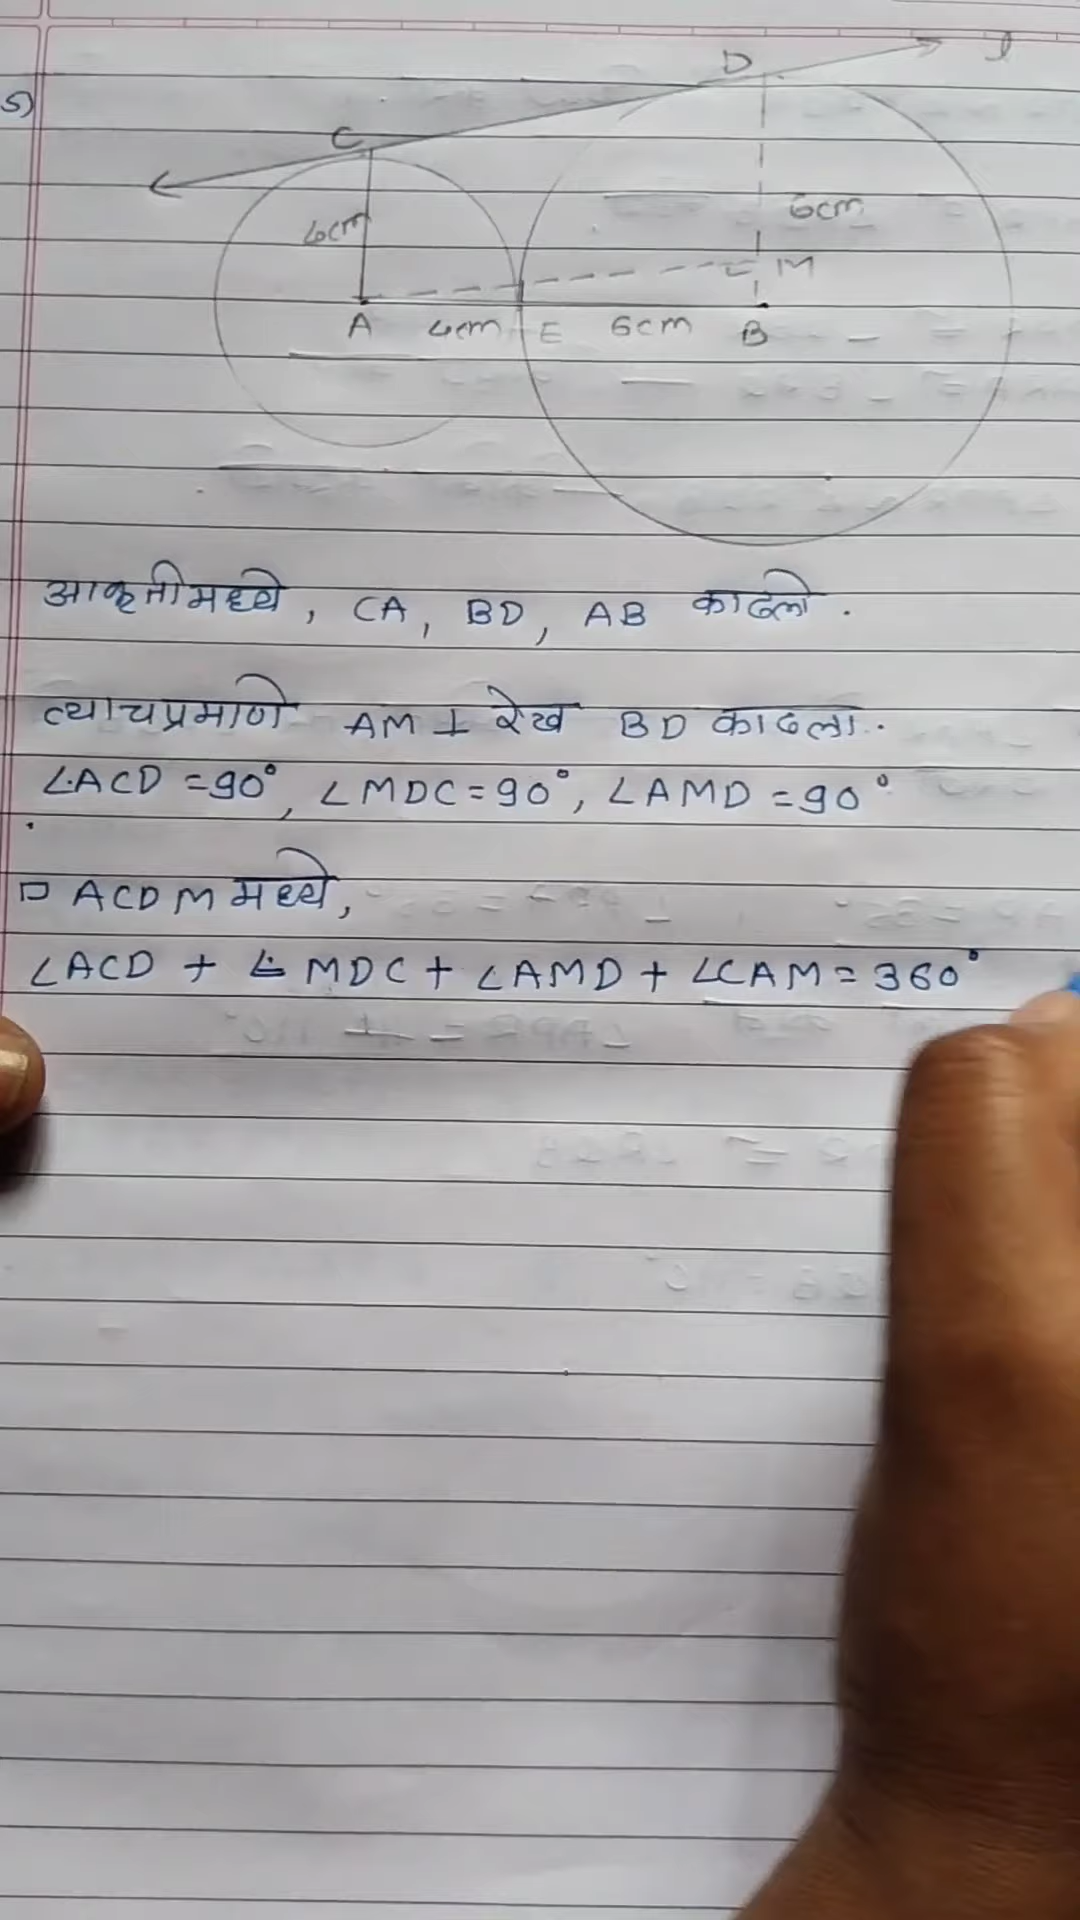 5)
D l
C
4cm 6cm
M
A 4cm E 6cm B
आकृतीमध्ये, CA, BD, AB काढले.
त्याचप्रमाणे AM ⊥ रेख BD काढला.
∠ACD = 90°, ∠MDC = 90°, ∠AMD = 90°
□ ACDM मध्ये,
∠ACD + ∠MDC + ∠AMD + ∠CAM = 360°